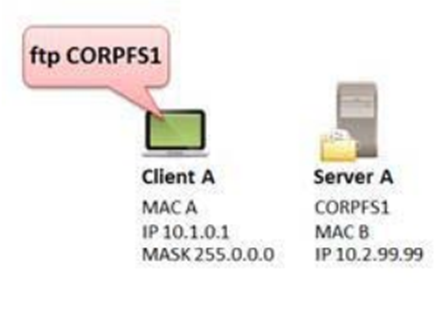 ftp CORPFS1
Client A
MAC A
IP 10.1.0.1
MASK 255.0.0.0
Server A
CORPFS1
MAC B
IP 10.2.99.99